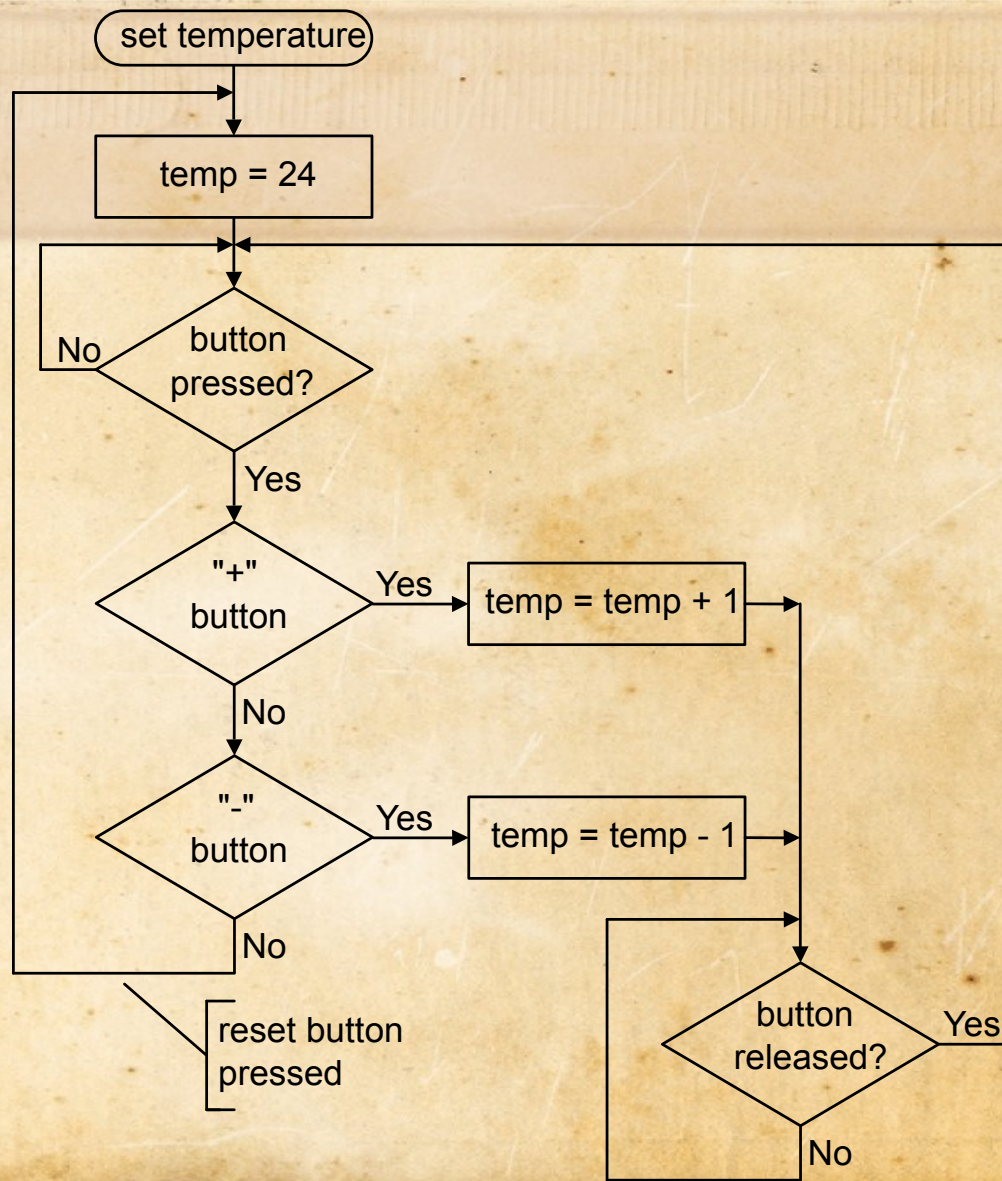 set temperature
temp = 24
No
button
pressed?
Yes
"+"
button
Yes
temp = temp + 1
No
"-"
button
Yes
temp = temp - 1
No
reset button
pressed
button
released?
Yes
No